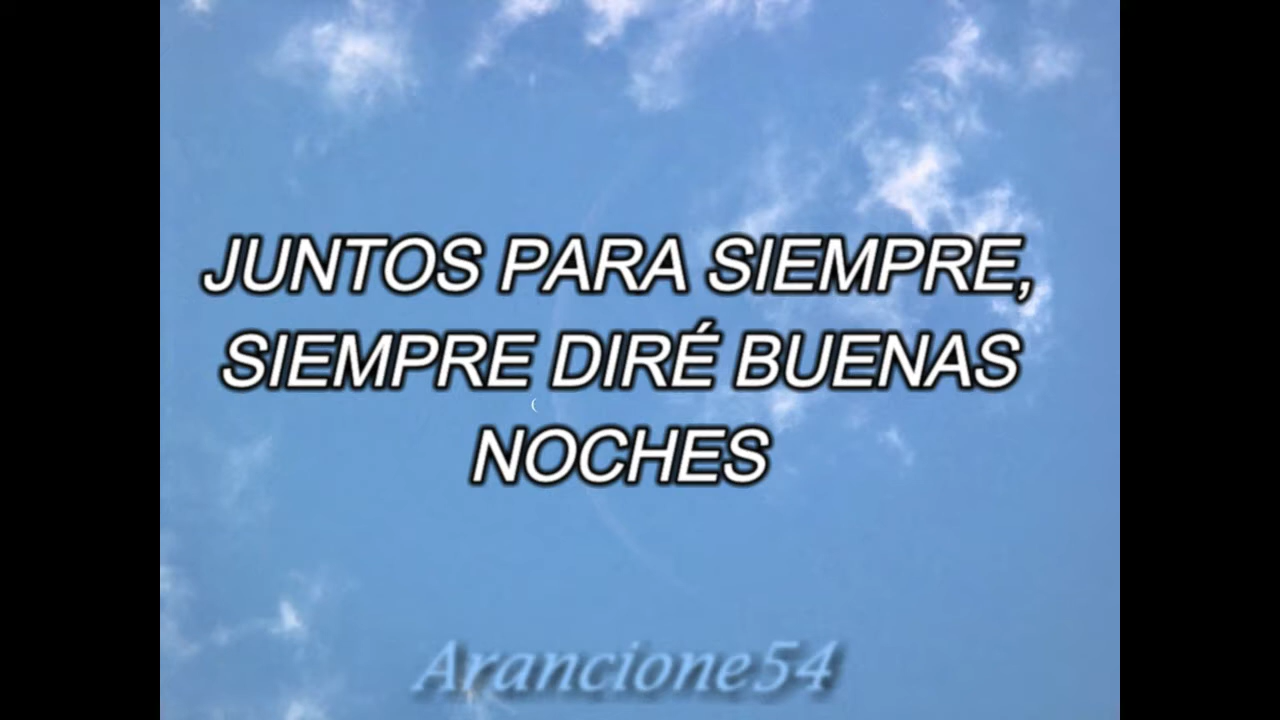 JUNTOS PARA SIEMPRE,
SIEMPRE DIRÉ BUENAS
NOCHES
Arancione54